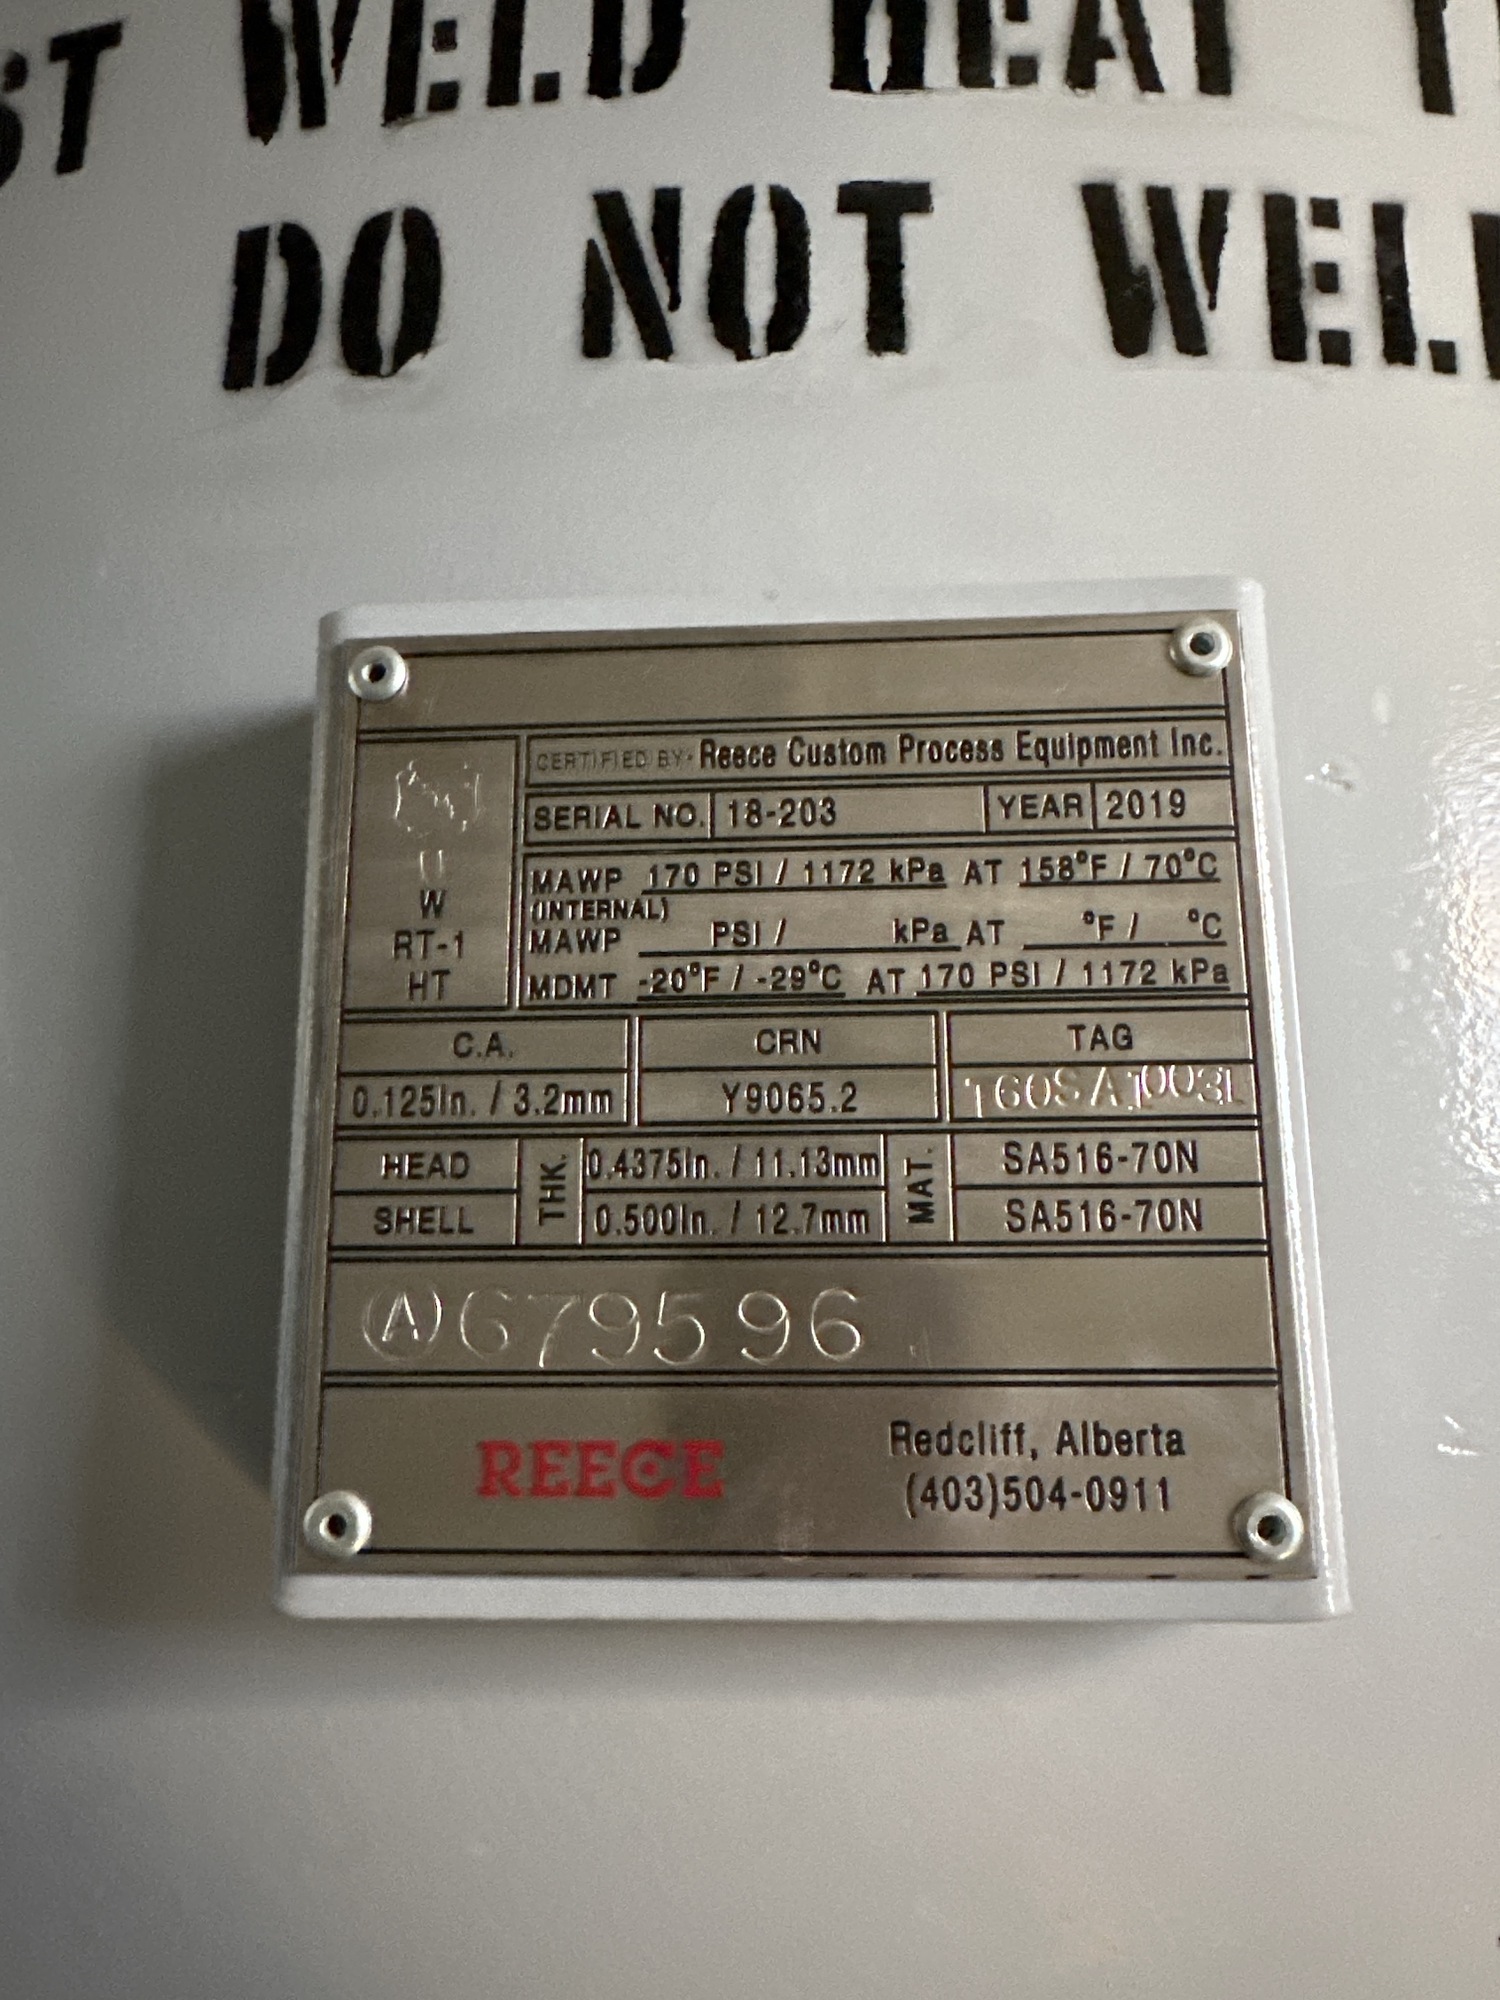 ST WELD HEAT T
DO NOT WELD
CERTIFIED BY: Reece Custom Process Equipment Inc.
SERIAL NO. 18-203 YEAR 2019
U
W
RT-1
HT
MAWP 170 PSI / 1172 kPa AT 158°F / 70°C
(INTERNAL)
MAWP PSI / kPa AT °F / °C
MDMT -20°F / -29°C AT 170 PSI / 1172 kPa
C.A. CRN TAG
0.125in. / 3.2mm Y9065.2
HEAD THK. 0.4375in. / 11.13mm MAT. SA516-70N
SHELL 0.500in. / 12.7mm SA516-70N
(A)679596
REECE
Redcliff, Alberta
(403)504-0911